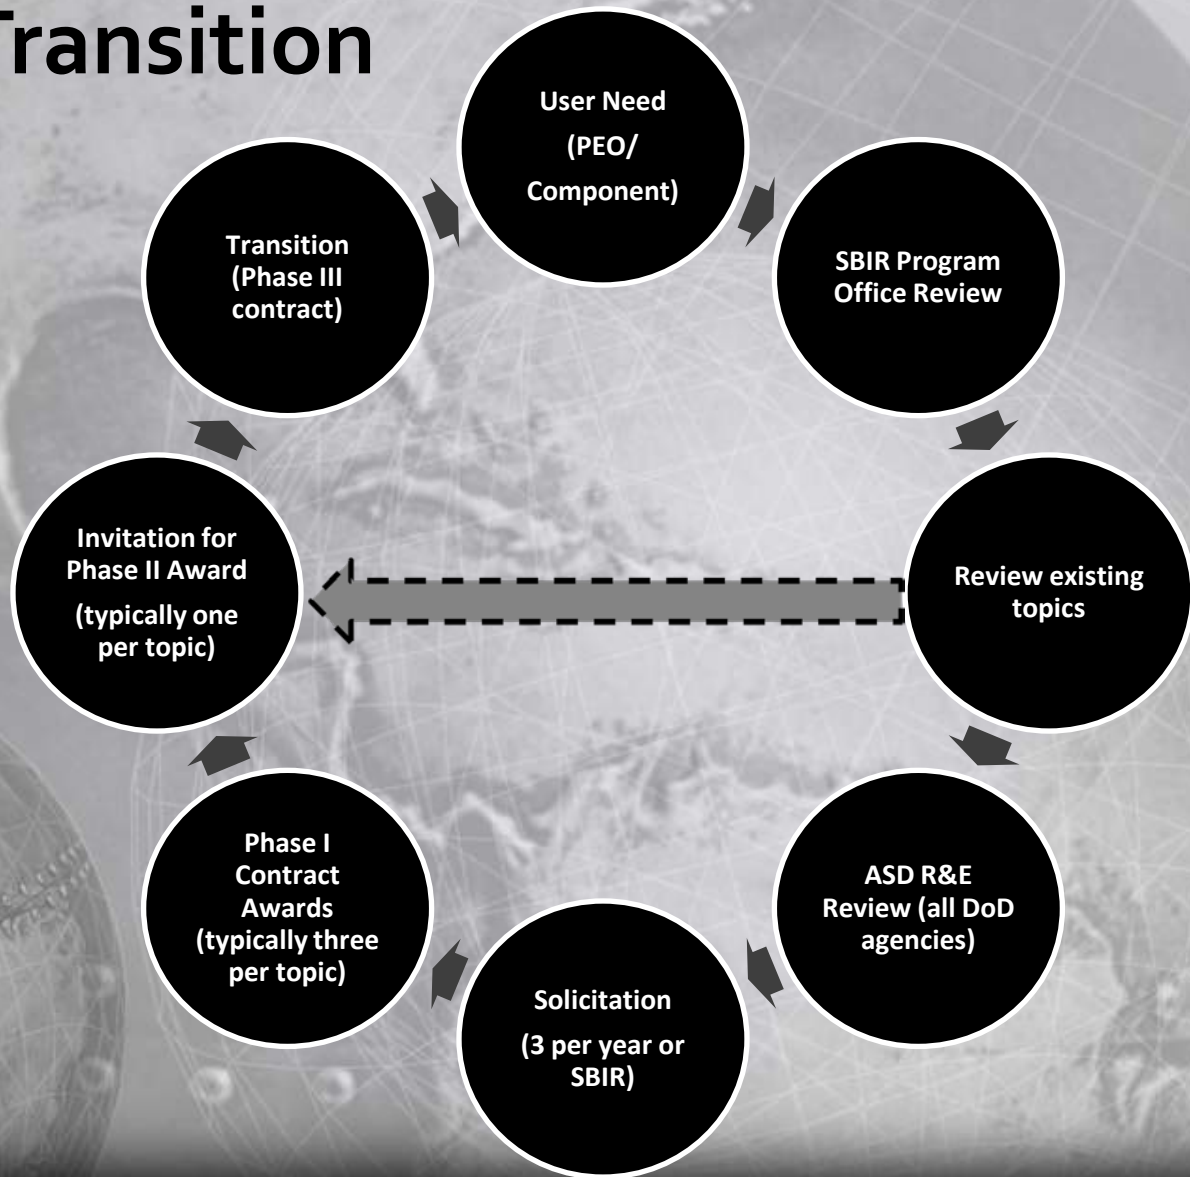 Transition
User Need
(PEO/
Component)
SBIR Program
Office Review
Review existing
topics
ASD R&E
Review (all DoD
agencies)
Solicitation
(3 per year or
SBIR)
Phase I
Contract
Awards
(typically three
per topic)
Invitation for
Phase II Award
(typically one
per topic)
Transition
(Phase III
contract)